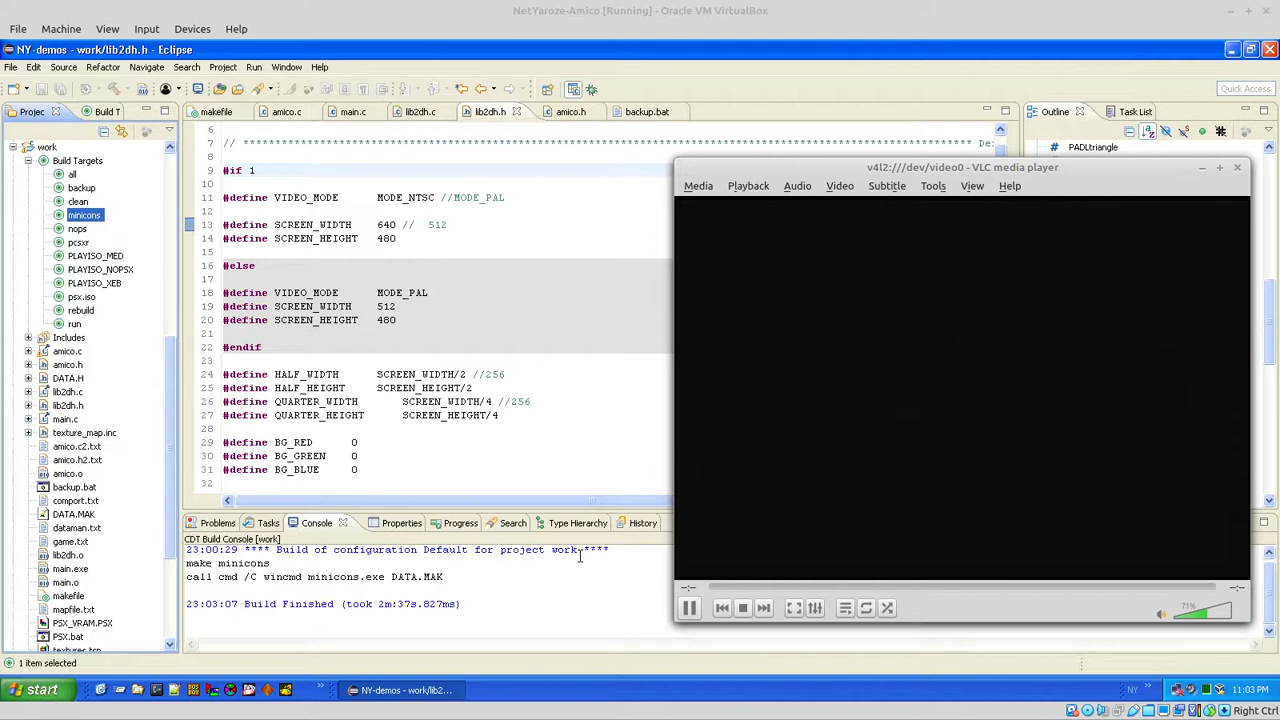 NetYaroze-Amico [Running] - Oracle VM VirtualBox
File Machine View Input Devices Help
NY-demos - work/lib2dh.h - Eclipse
File Edit Source Refactor Navigate Search Project Run Window Help
Quick Access
Projec
Build T
makefile
amico.c
main.c
lib2dh.c
lib2dh.h
amico.h
backup.bat
Outline
Task List
work
Build Targets
all
backup
clean
minicons
nops
pcsxr
PLAYISO_MED
PLAYISO_NOPSX
PLAYISO_XEB
psx.iso
rebuild
run
Includes
amico.c
amico.h
DATA.H
lib2dh.c
lib2dh.h
main.c
texture_map.inc
amico.c2.txt
amico.h2.txt
amico.o
backup.bat
comport.txt
DATA.MAK
dataman.txt
game.txt
lib2dh.o
main.exe
main.o
makefile
mapfile.txt
PSX_VRAM.PSX
PSX.bat
textures.tcp
6
7 // ************************************************************************************* De
8
9 #if 1
10
11 #define VIDEO_MODE MODE_NTSC //MODE_PAL
12
13 #define SCREEN_WIDTH 640 // 512
14 #define SCREEN_HEIGHT 480
15
16 #else
17
18 #define VIDEO_MODE MODE_PAL
19 #define SCREEN_WIDTH 512
20 #define SCREEN_HEIGHT 480
21
22 #endif
23
24 #define HALF_WIDTH SCREEN_WIDTH/2 //256
25 #define HALF_HEIGHT SCREEN_HEIGHT/2
26 #define QUARTER_WIDTH SCREEN_WIDTH/4 //256
27 #define QUARTER_HEIGHT SCREEN_HEIGHT/4
28
29 #define BG_RED 0
30 #define BG_GREEN 0
31 #define BG_BLUE 0
32
# PADLtriangle
v4l2:///dev/video0 - VLC media player
Media Playback Audio Video Subtitle Tools View Help
--:--
--:--
71%
Problems Tasks Console Properties Progress Search Type Hierarchy History
CDT Build Console [work]
23:00:29 **** Build of configuration Default for project work ****
make minicons
call cmd /C wincmd minicons.exe DATA.MAK
23:03:07 Build Finished (took 2m:37s.827ms)
1 item selected
start
NY-demos - work/lib2...
NY
11:03 PM
Right Ctrl